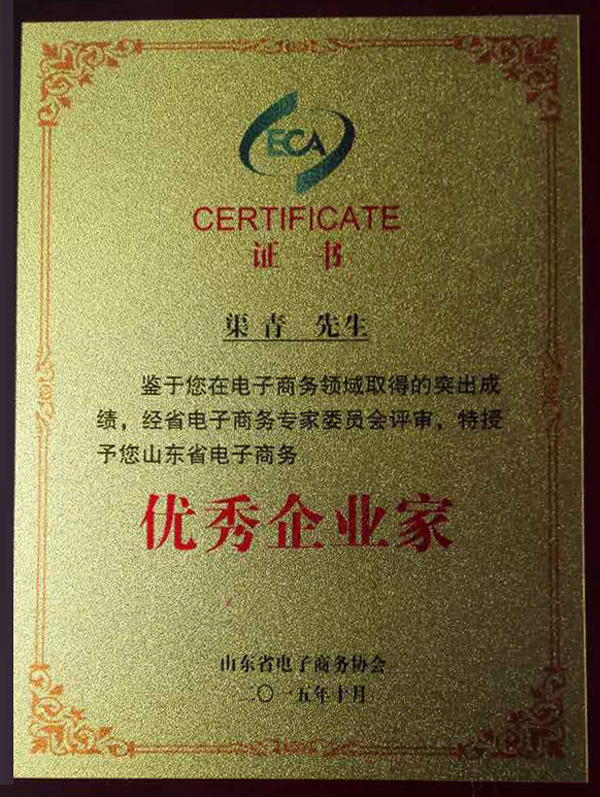 ECA
CERTIFICATE
证 书
渠青 先生
鉴于您在电子商务领域取得的突出成
绩，经省电子商务专家委员会评审，特授
予您山东省电子商务
优秀企业家
山东省电子商务协会
二〇一五年十月